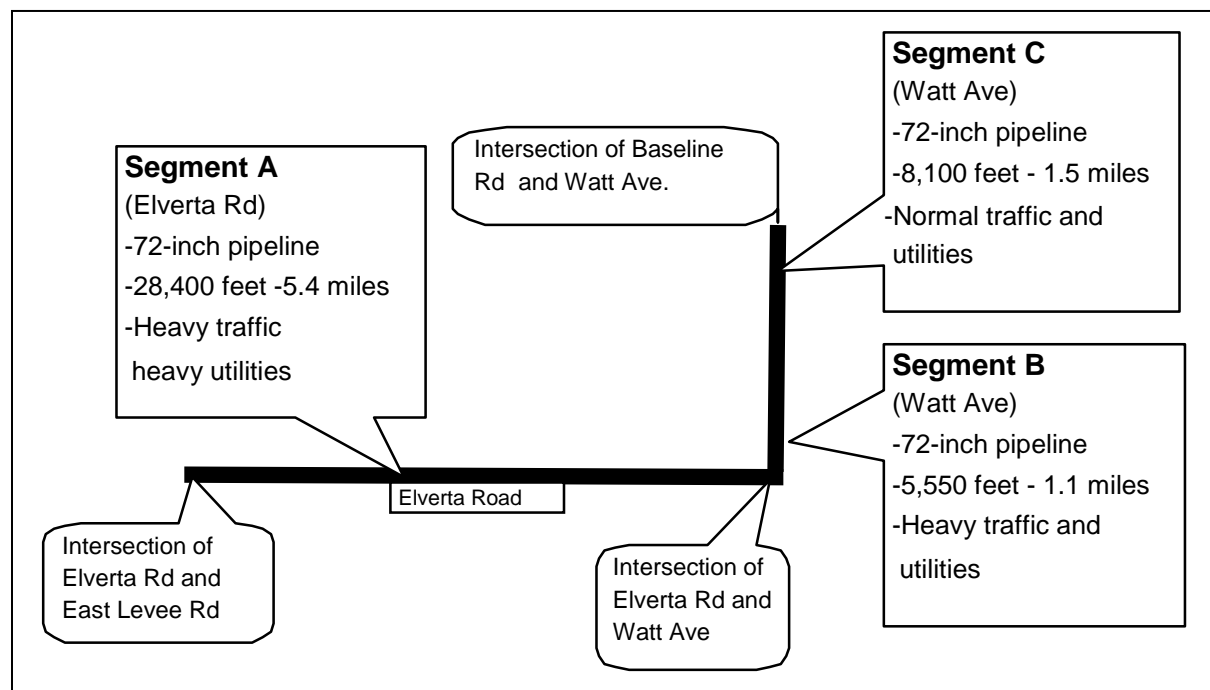 Segment A
(Elverta Rd)
-72-inch pipeline
-28,400 feet -5.4 miles
-Heavy traffic
heavy utilities
Intersection of Baseline
Rd and Watt Ave.
Segment C
(Watt Ave)
-72-inch pipeline
-8,100 feet - 1.5 miles
-Normal traffic and
utilities
Segment B
(Watt Ave)
-72-inch pipeline
-5,550 feet - 1.1 miles
-Heavy traffic and
utilities
Elverta Road
Intersection of
Elverta Rd and
East Levee Rd
Intersection of
Elverta Rd and
Watt Ave